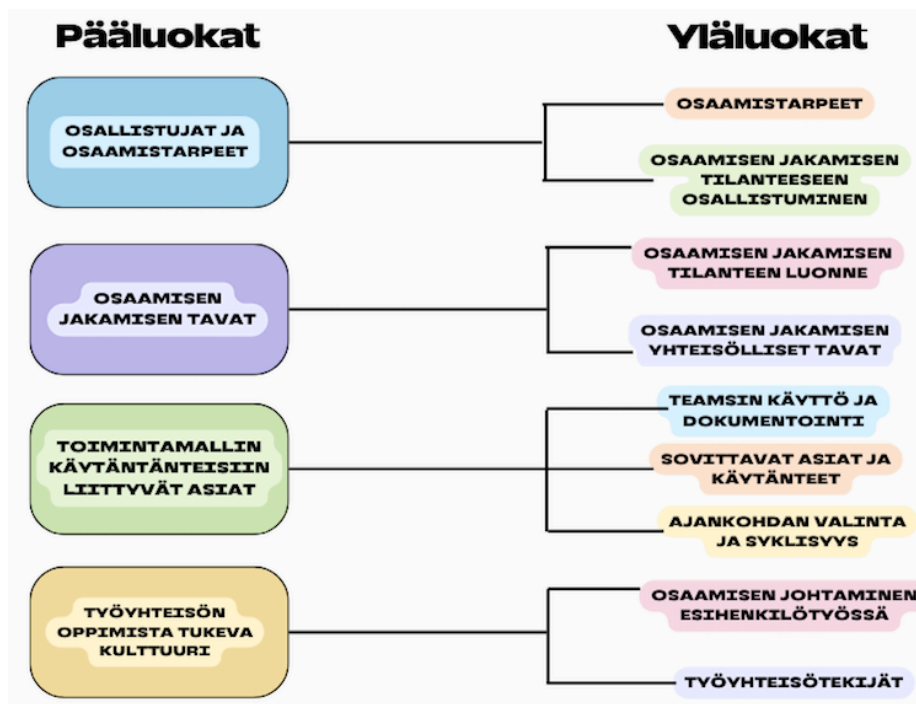 Pääluokat
Yläluokat
OSALLISTUJAT JA
OSAAMISTARPEET
OSAAMISTARPEET
OSAAMISEN JAKAMISEN
TILANTEESEEN
OSALLISTUMINEN
OSAAMISEN
JAKAMISEN TAVAT
OSAAMISEN JAKAMISEN
TILANTEEN LUONNE
OSAAMISEN JAKAMISEN
YHTEISÖLLISET TAVAT
TOIMINTAMALLIN
KÄYTÄNTÄNTEISIIN
LIITTYVÄT ASIAT
TEAMSIN KÄYTTÖ JA
DOKUMENTOINTI
SOVITTAVAT ASIAT JA
KÄYTÄNTEET
AJANKOHDAN VALINTA
JA SYKLISYYS
TYÖYHTEISÖN
OPPIMISTA TUKEVA
KULTTUURI
OSAAMISEN JOHTAMINEN
ESIHENKILÖTYÖSSÄ
TYÖYHTEISÖTEKIJÄT